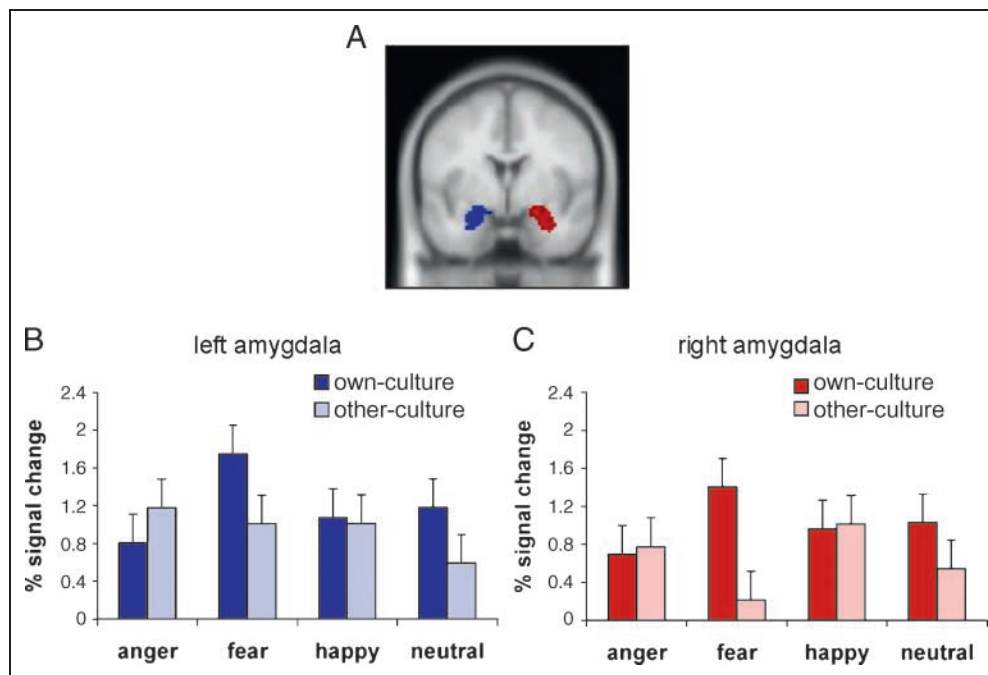 A
B
left amygdala
own-culture
other-culture
% signal change
2.4
2
1.6
1.2
0.8
0.4
0
anger fear happy neutral
C
right amygdala
own-culture
other-culture
% signal change
2.4
2
1.6
1.2
0.8
0.4
0
anger fear happy neutral